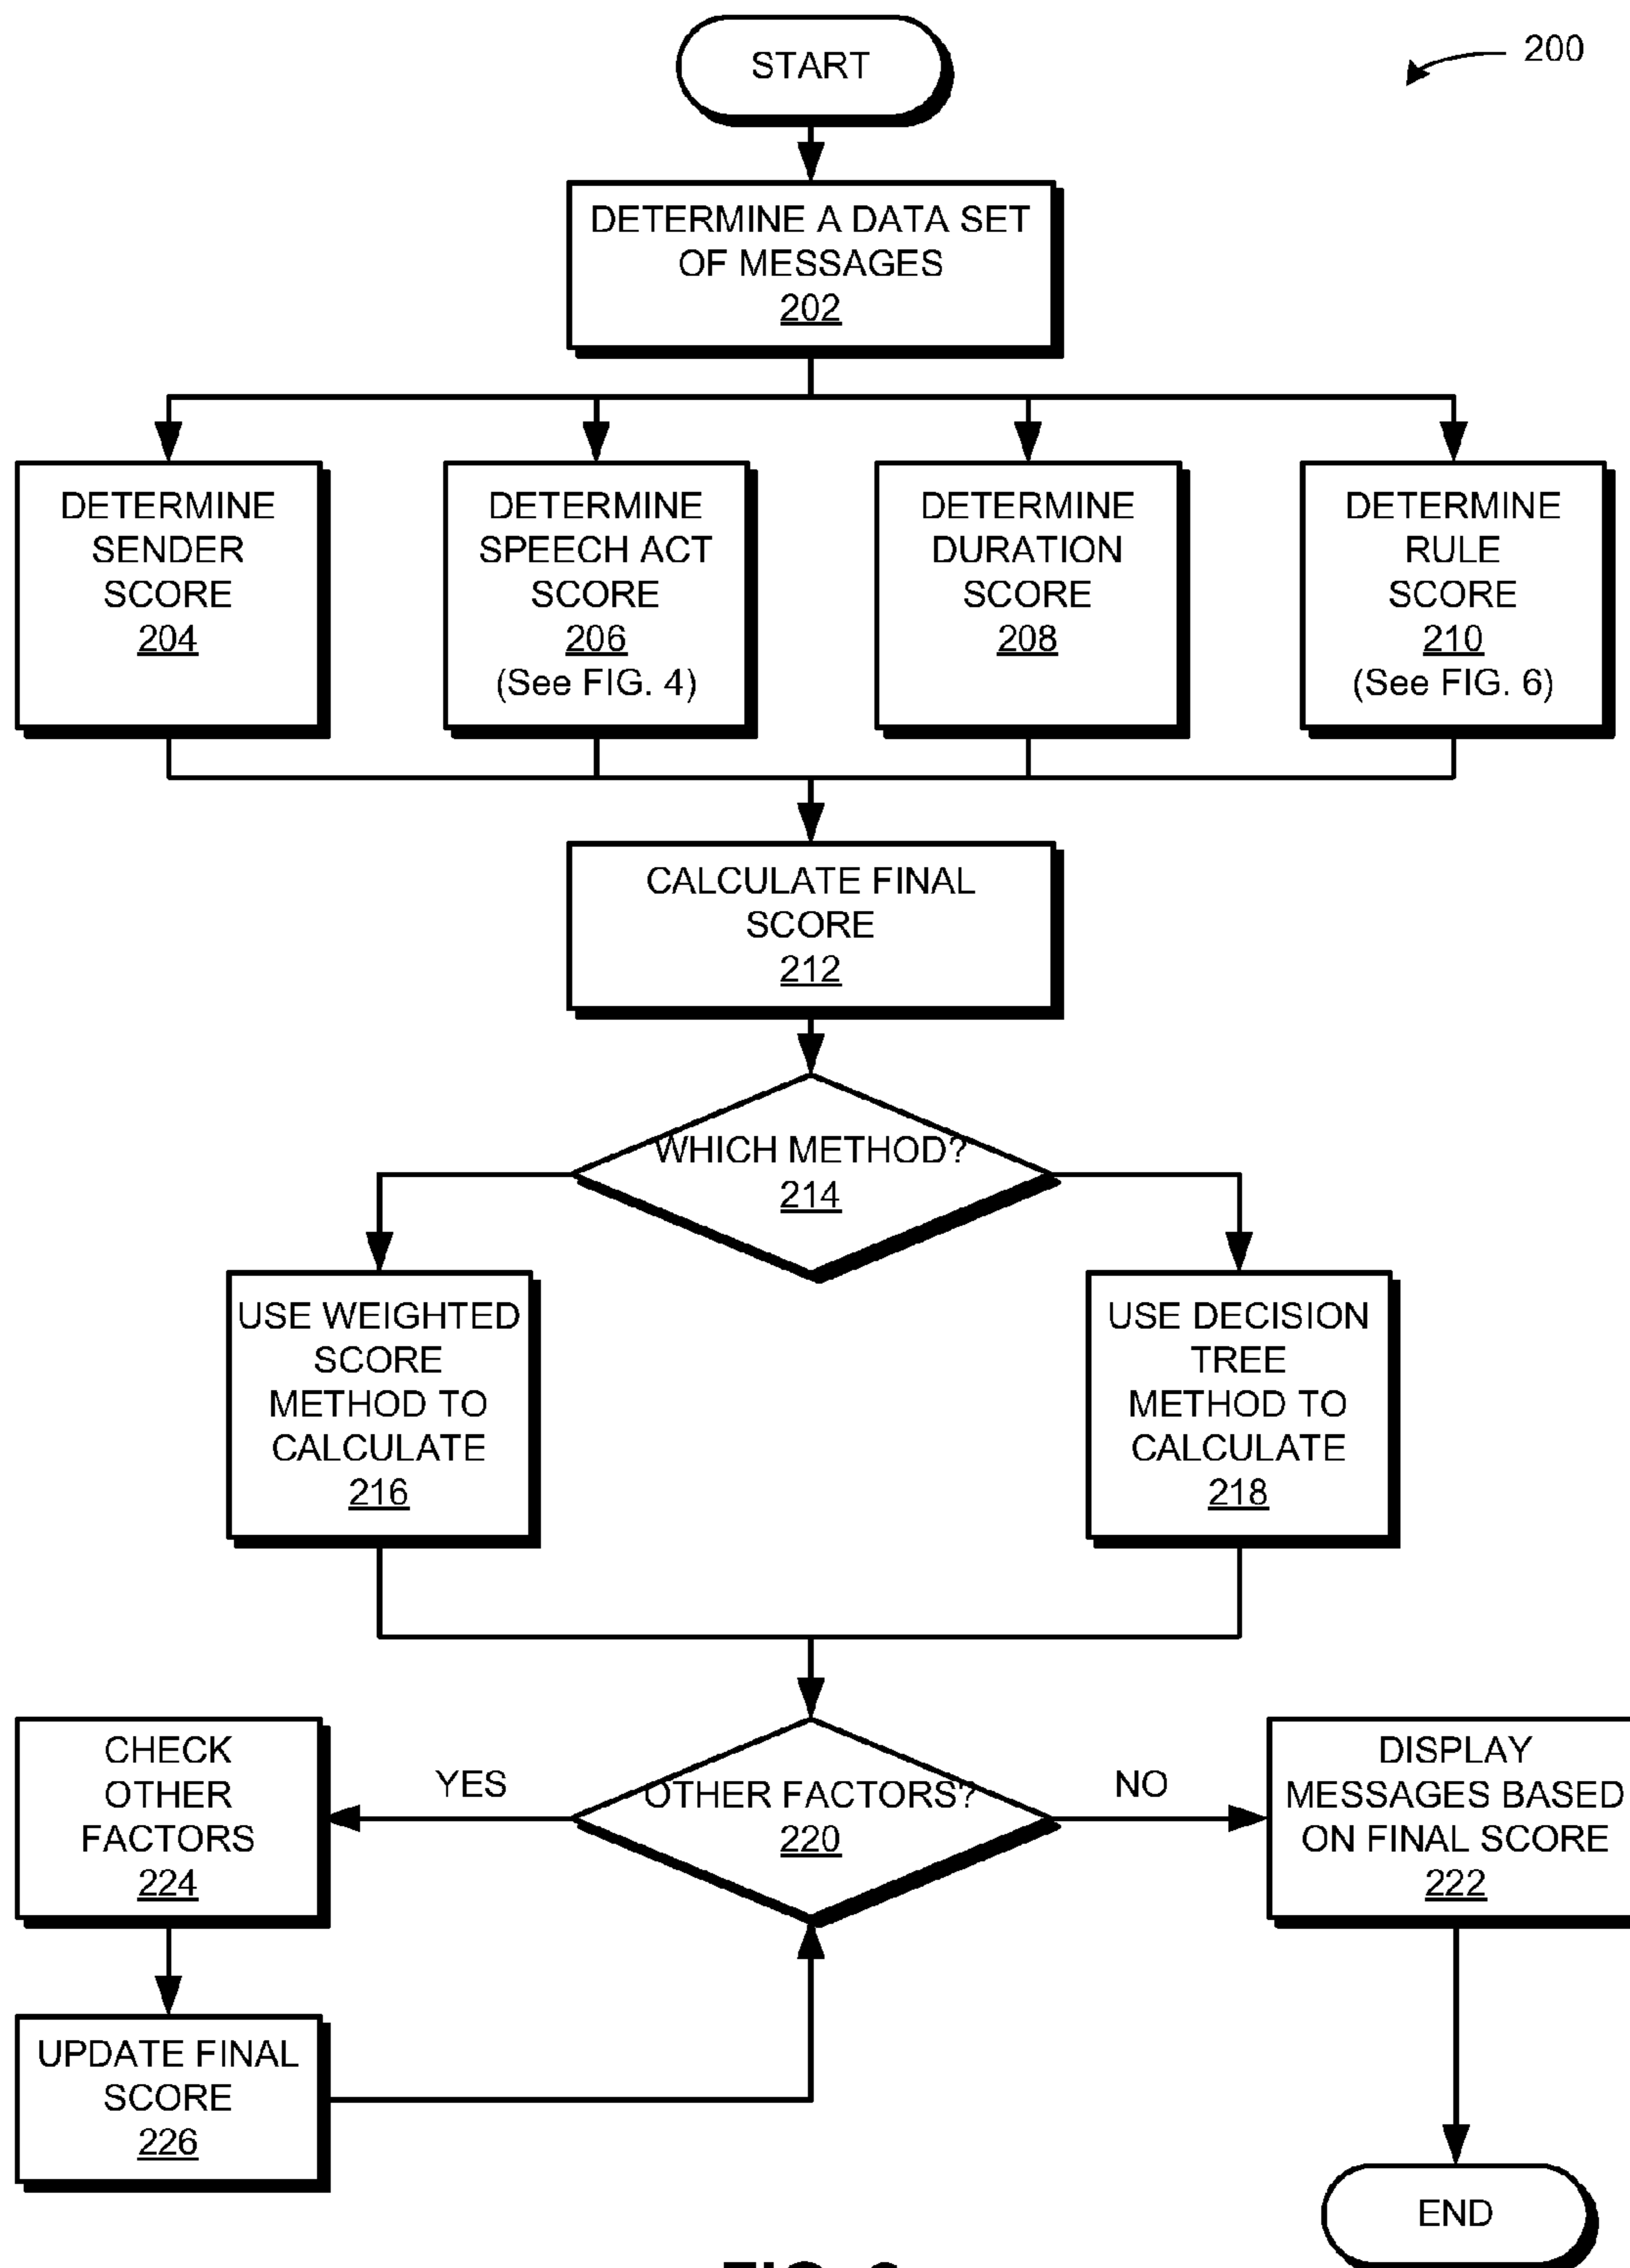 START
200
DETERMINE A DATA SET
OF MESSAGES
202
DETERMINE
SENDER
SCORE
204
DETERMINE
SPEECH ACT
SCORE
206
(See FIG. 4)
DETERMINE
DURATION
SCORE
208
DETERMINE
RULE
SCORE
210
(See FIG. 6)
CALCULATE FINAL
SCORE
212
WHICH METHOD?
214
USE WEIGHTED
SCORE
METHOD TO
CALCULATE
216
USE DECISION
TREE
METHOD TO
CALCULATE
218
CHECK
OTHER
FACTORS
224
YES
OTHER FACTORS?
220
NO
DISPLAY
MESSAGES BASED
ON FINAL SCORE
222
UPDATE FINAL
SCORE
226
END